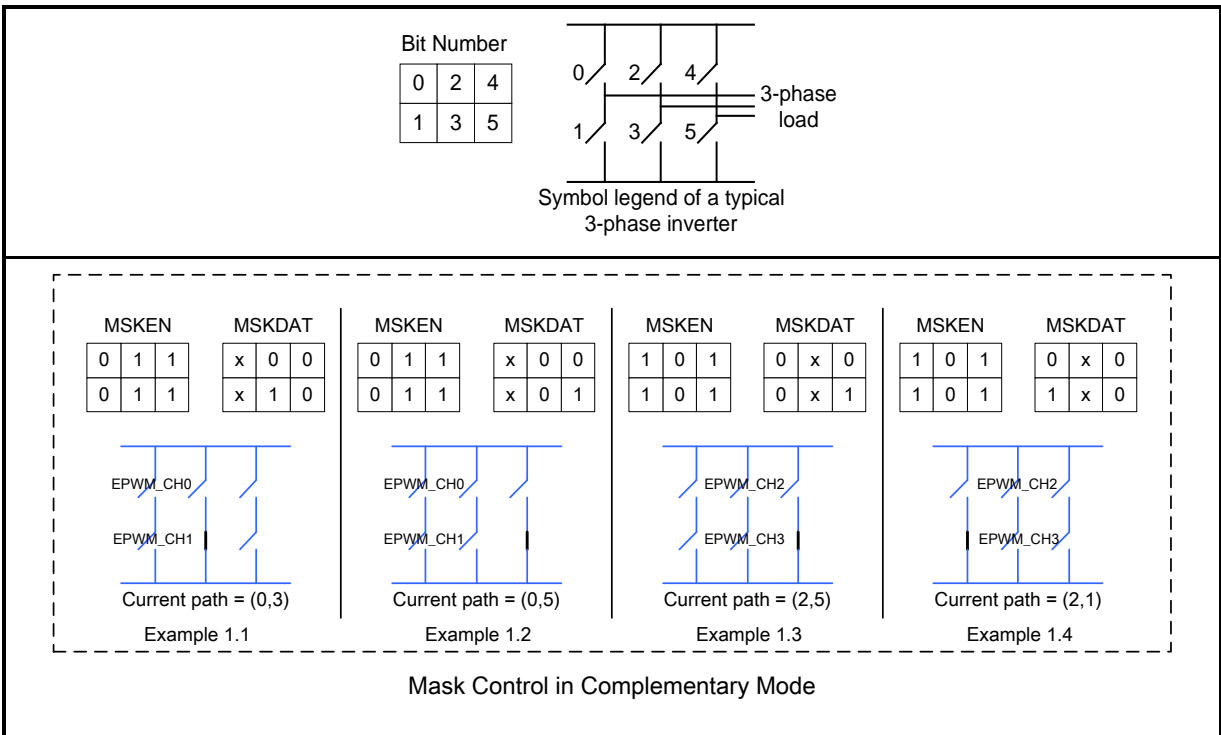 Bit Number
0 2 4
1 3 5
0 2 4
1 3 5
3-phase
load
Symbol legend of a typical
3-phase inverter
MSKEN MSKDAT
0 1 1 x 0 0
0 1 1 x 1 0
EPWM_CH0
EPWM_CH1
Current path = (0,3)
Example 1.1
MSKEN MSKDAT
0 1 1 x 0 0
0 1 1 x 0 1
EPWM_CH0
EPWM_CH1
Current path = (0,5)
Example 1.2
MSKEN MSKDAT
1 0 1 0 x 0
1 0 1 0 x 1
EPWM_CH2
EPWM_CH3
Current path = (2,5)
Example 1.3
MSKEN MSKDAT
1 0 1 0 x 0
1 0 1 1 x 0
EPWM_CH2
EPWM_CH3
Current path = (2,1)
Example 1.4
Mask Control in Complementary Mode